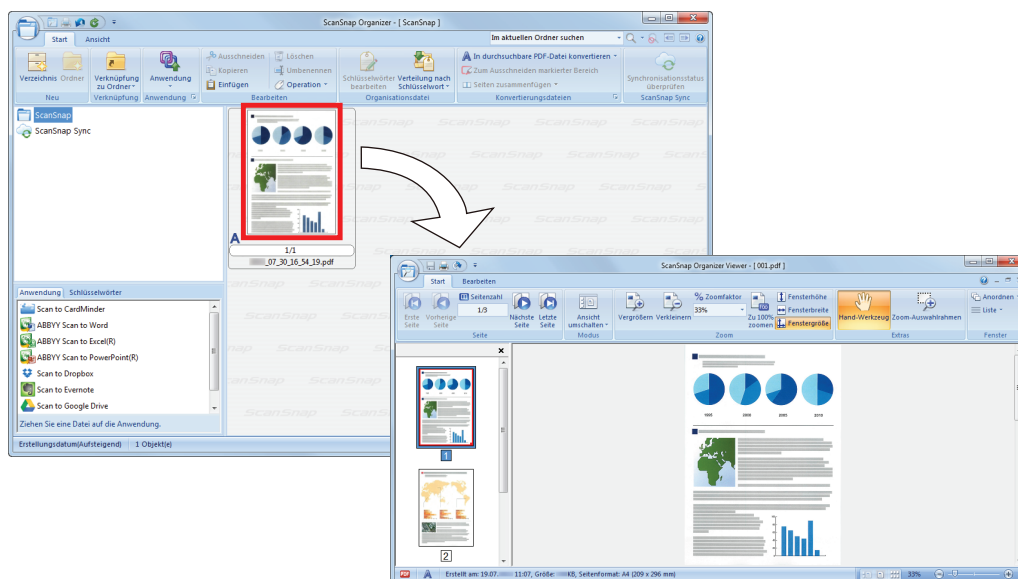 ScanSnap Organizer - [ ScanSnap ]
Start Ansicht
Im aktuellen Ordner suchen
Verzeichnis Ordner
Neu
Verknüpfung
zu Ordner
Verknüpfung
Anwendung
Anwendung
Ausschneiden
Kopieren
Einfügen
Löschen
Umbenennen
Operation
Bearbeiten
Schlüsselwörter
bearbeiten
Verteilung nach
Schlüsselwort
Organisationsdatei
In durchsuchbare PDF-Datei konvertieren
Zum Ausschneiden markierter Bereich
Seiten zusammenfügen
Konvertierungsdateien
Synchronisationsstatus
überprüfen
ScanSnap Sync
ScanSnap
ScanSnap Sync
A
1/1
_07_30_16_54_19.pdf
Anwendung Schlüsselwörter
Scan to CardMinder
ABBYY Scan to Word
ABBYY Scan to Excel(R)
ABBYY Scan to PowerPoint(R)
Scan to Dropbox
Scan to Evernote
Scan to Google Drive
Ziehen Sie eine Datei auf die Anwendung.
Erstellungsdatum(Aufsteigend) 1 Objekt(e)
ScanSnap Organizer Viewer - [ 001.pdf ]
Start Bearbeiten
Erste
Seite
Vorherige
Seite
Seitenzahl
1/3
Nächste
Seite
Letzte
Seite
Seite
Ansicht
umschalten
Modus
Vergrößern Verkleinern
% Zoomfaktor
33%
Zu 100%
zoomen
Fensterhöhe
Fensterbreite
Fenstergröße
Zoom
Hand-Werkzeug Zoom-Auswahlrahmen
Extras
Anordnen
Liste
Fenster
1
2
1995 2000 2005 2010
PDF A Erstellt am: 19.07. 11:07, Größe: KB, Seitenformat: A4 (209 x 296 mm)
33%